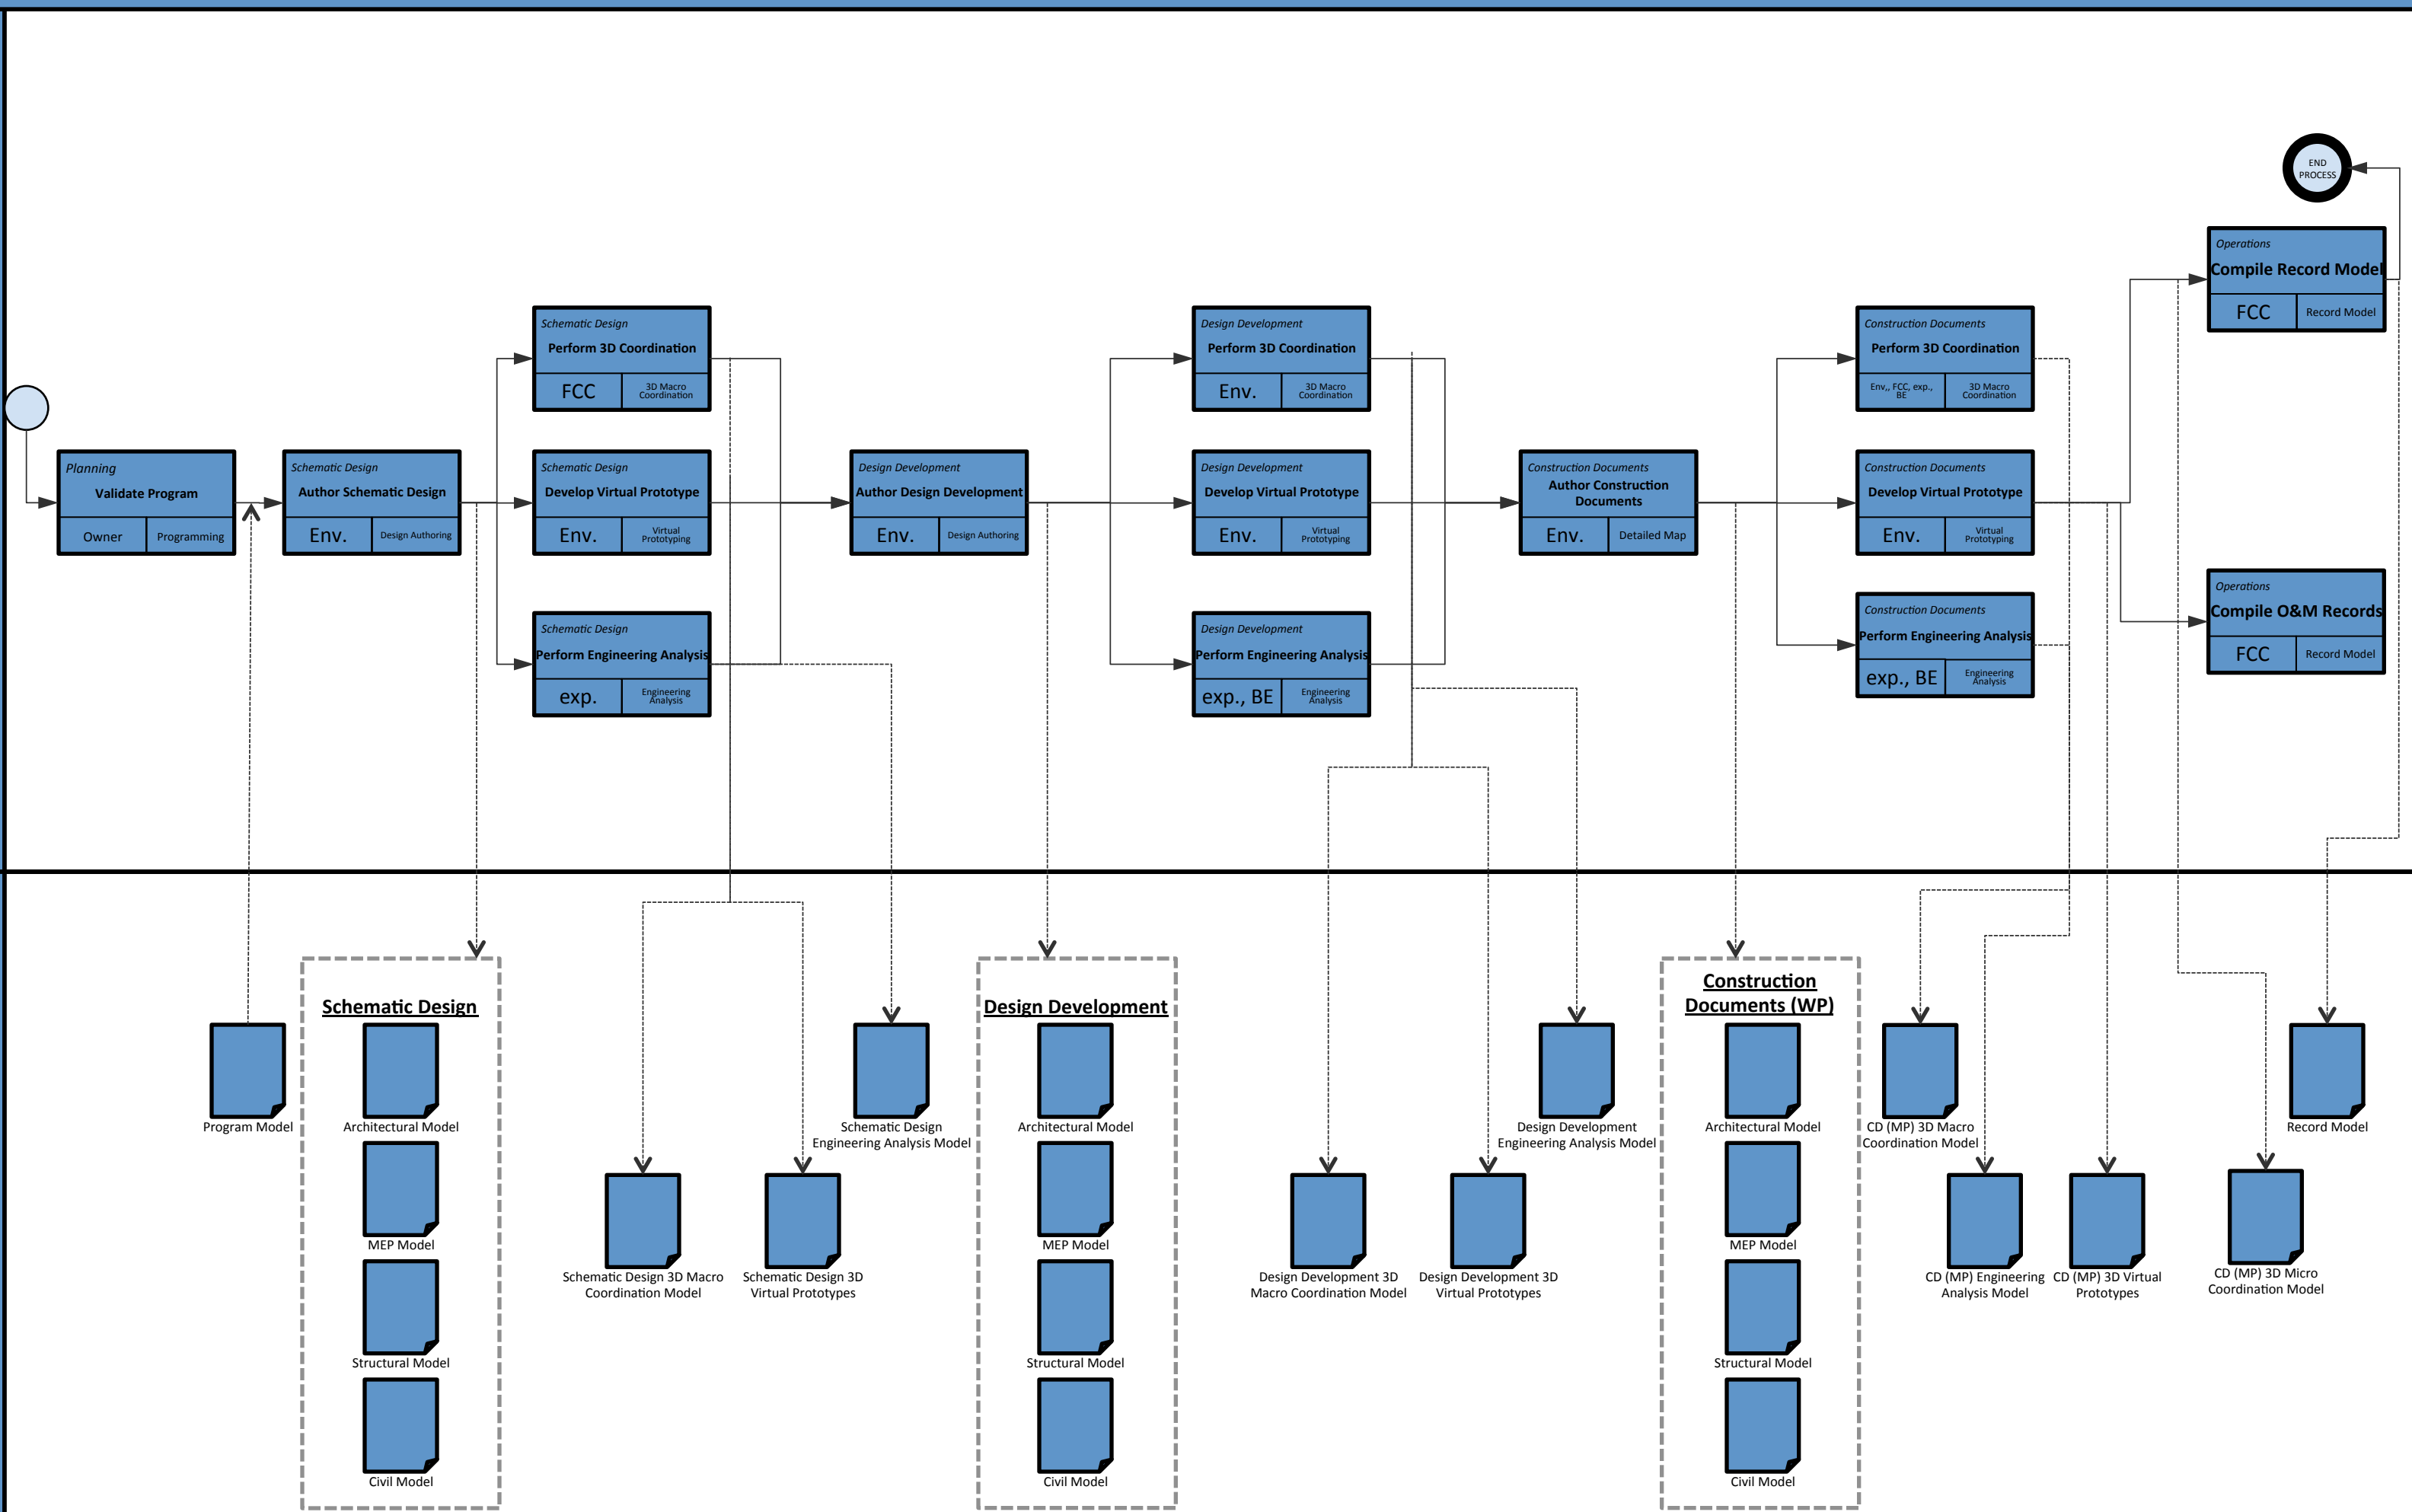 END
PROCESS
Operations
Compile Record Model
FCC
Record Model
Schematic Design
Perform 3D Coordination
FCC
3D Macro
Coordination
Design Development
Perform 3D Coordination
Env.
3D Macro
Coordination
Construction Documents
Perform 3D Coordination
Env,, FCC, exp.,
BE
3D Macro
Coordination
Planning
Validate Program
Owner
Programming
Schematic Design
Author Schematic Design
Env.
Design Authoring
Schematic Design
Develop Virtual Prototype
Env.
Virtual
Prototyping
Design Development
Author Design Development
Env.
Design Authoring
Design Development
Develop Virtual Prototype
Env.
Virtual
Prototyping
Construction Documents
Author Construction
Documents
Env.
Detailed Map
Construction Documents
Develop Virtual Prototype
Env.
Virtual
Prototyping
Operations
Compile O&M Records
FCC
Record Model
Schematic Design
Perform Engineering Analysis
exp.
Engineering
Analysis
Design Development
Perform Engineering Analysis
exp., BE
Engineering
Analysis
Construction Documents
Perform Engineering Analysis
exp., BE
Engineering
Analysis
Program Model
Schematic Design
Architectural Model
MEP Model
Structural Model
Civil Model
Schematic Design 3D Macro
Coordination Model
Schematic Design 3D
Virtual Prototypes
Schematic Design
Engineering Analysis Model
Design Development
Architectural Model
MEP Model
Structural Model
Civil Model
Design Development 3D
Macro Coordination Model
Design Development 3D
Virtual Prototypes
Design Development
Engineering Analysis Model
Construction
Documents (WP)
Architectural Model
MEP Model
Structural Model
Civil Model
CD (MP) 3D Macro
Coordination Model
CD (MP) Engineering
Analysis Model
CD (MP) 3D Virtual
Prototypes
CD (MP) 3D Micro
Coordination Model
Record Model